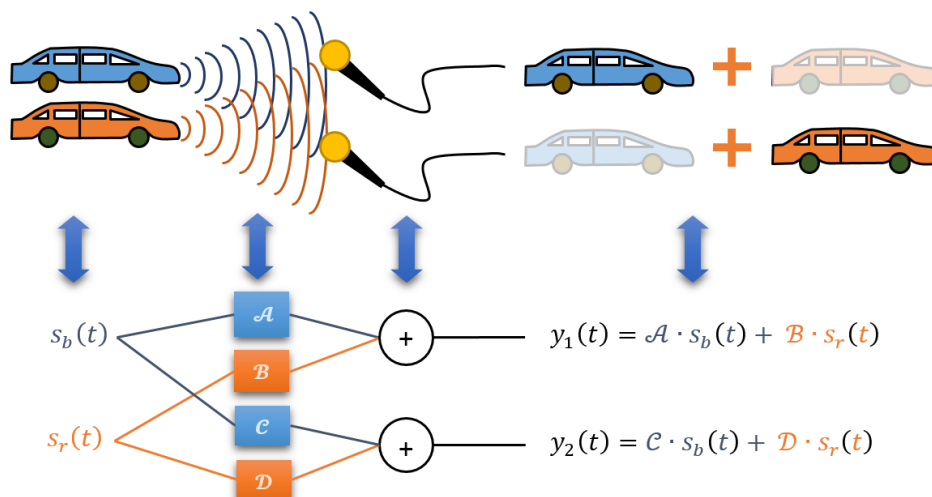 s_b(t)
𝒜
+
y_1(t) = 𝒜 · s_b(t) + ℬ · s_r(t)
ℬ
s_r(t)
𝒞
+
y_2(t) = 𝒞 · s_b(t) + 𝒟 · s_r(t)
𝒟